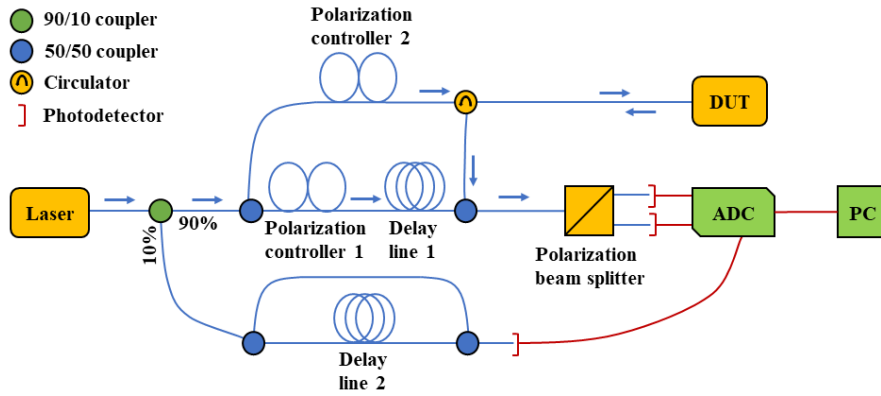 90/10 coupler
50/50 coupler
Circulator
Photodetector
Polarization
controller 2
DUT
Laser
90%
10%
Polarization
controller 1
Delay
line 1
Polarization
beam splitter
ADC
PC
Delay
line 2